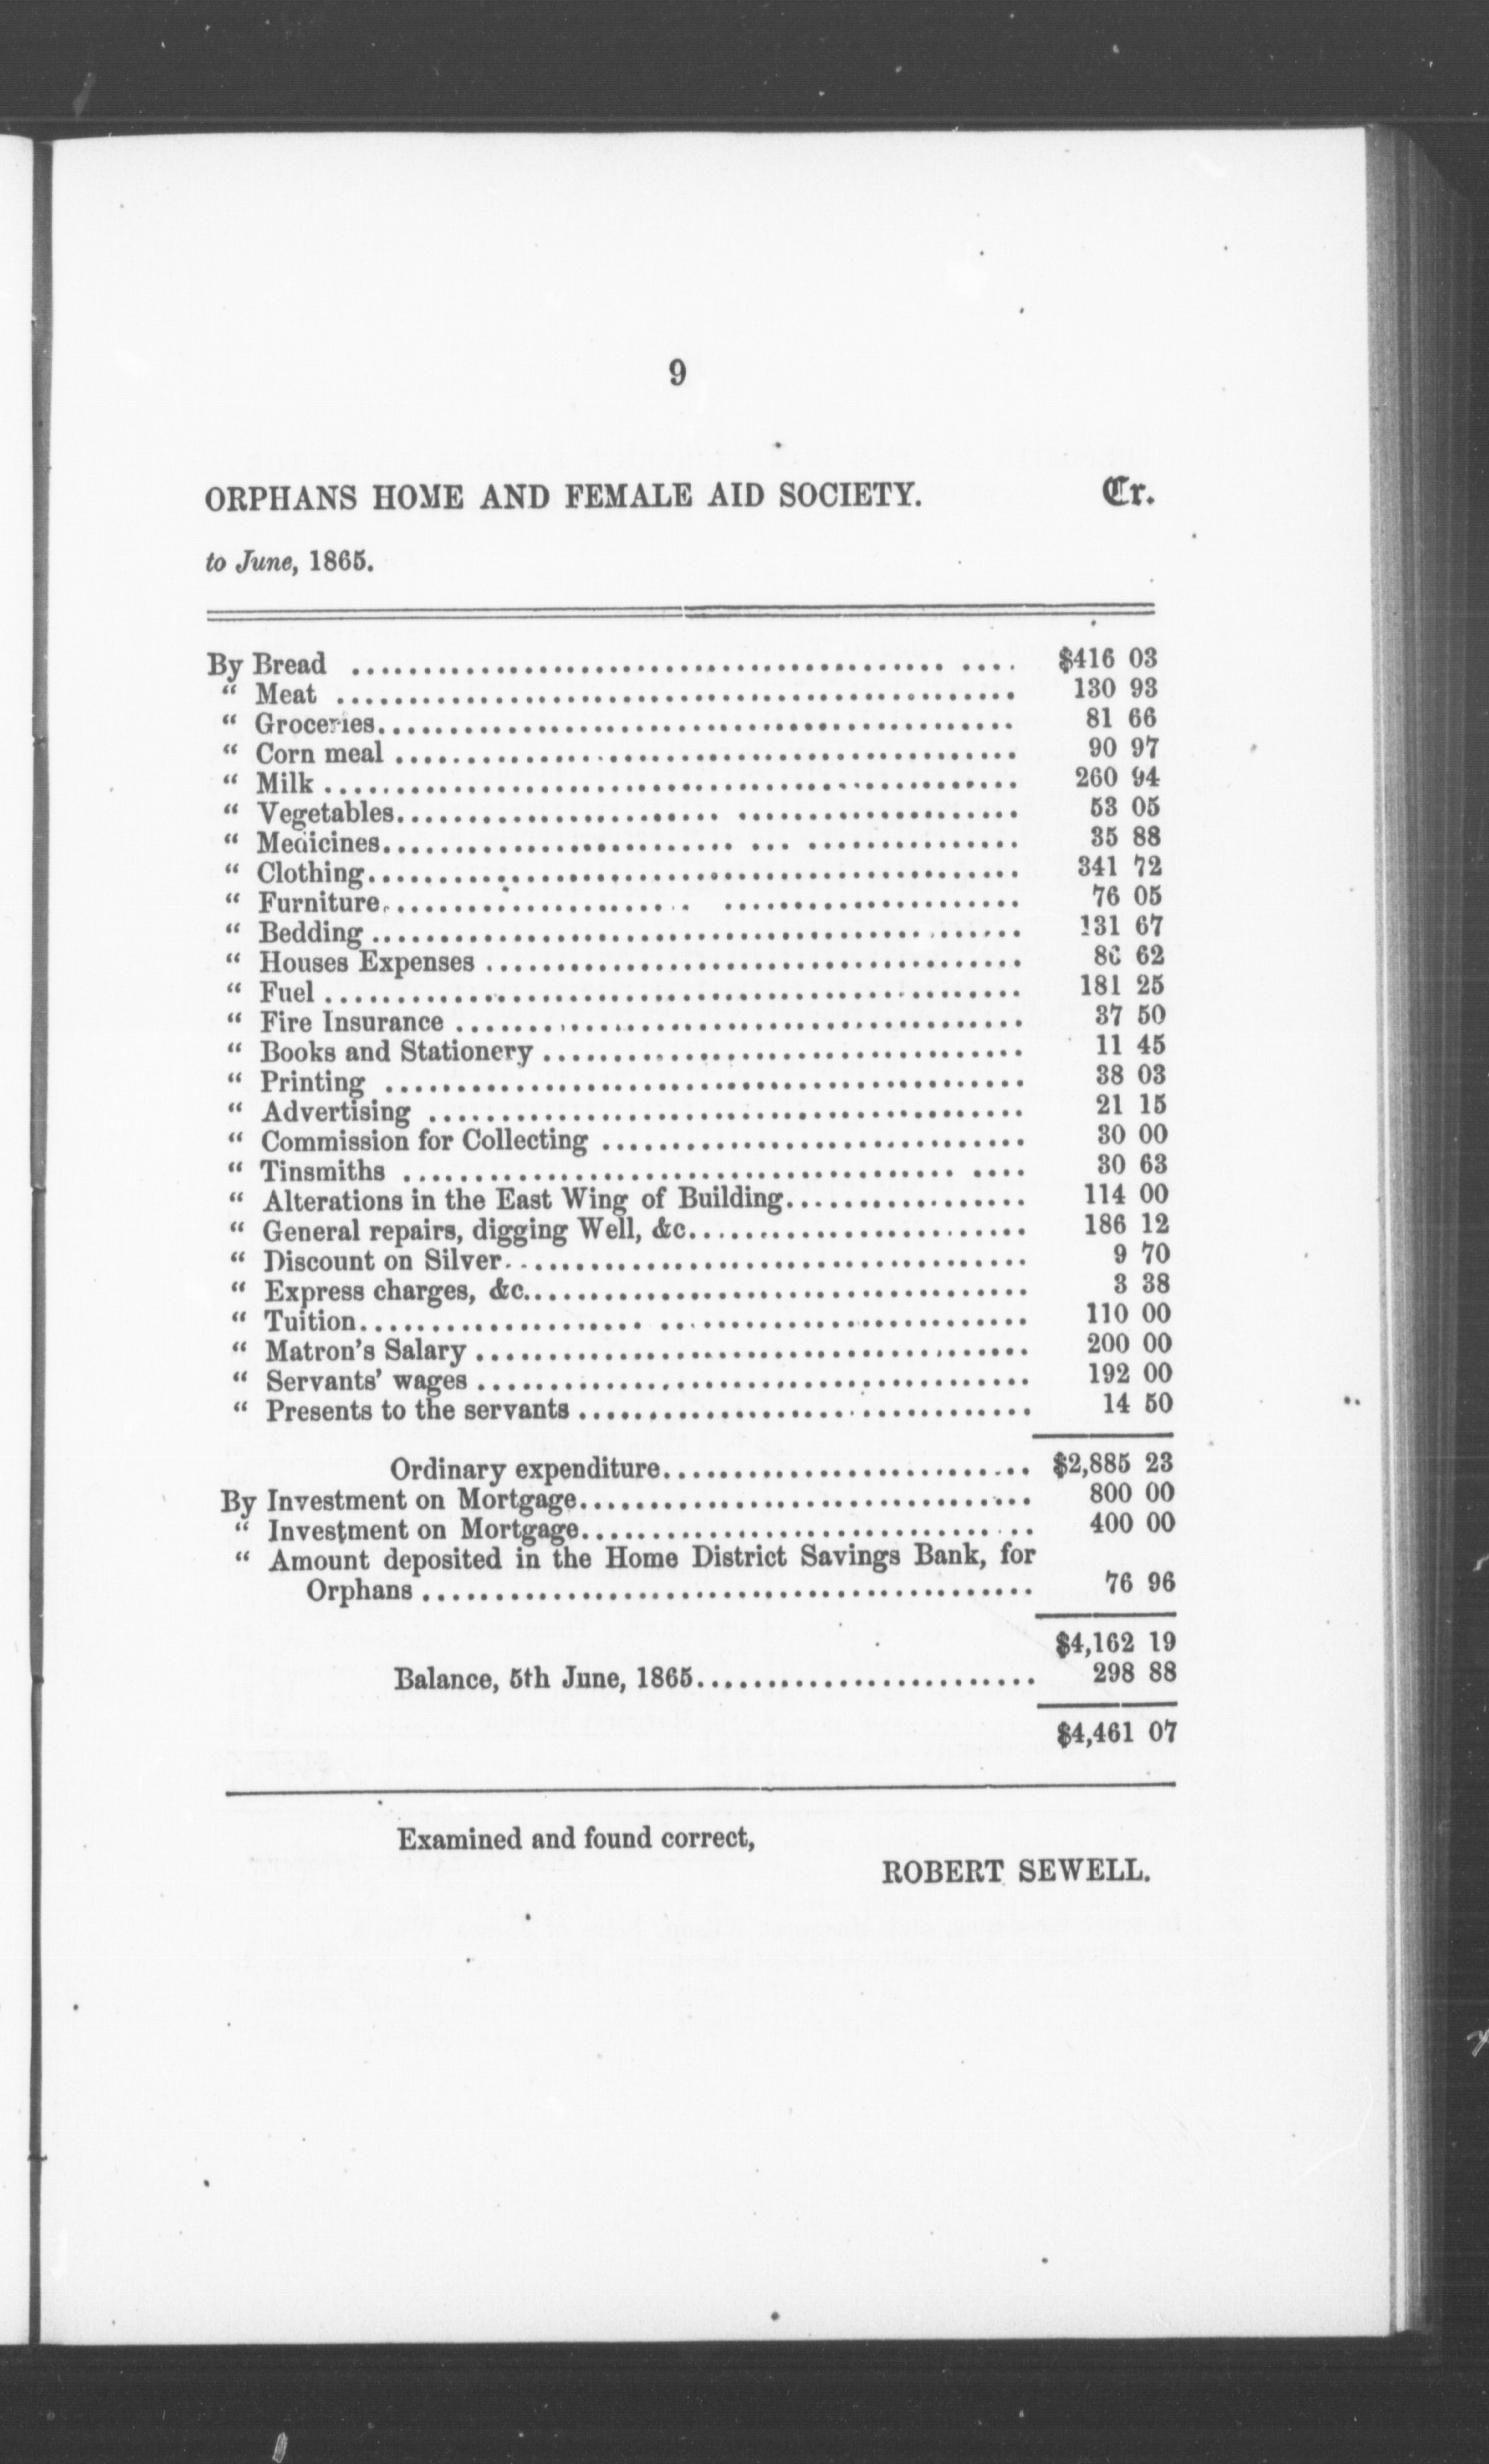 9
ORPHANS HOME AND FEMALE AID SOCIETY. Cr.
to June, 1865.
By Bread ........................................ $416 03
“ Meat ........................................ 130 93
“ Groceries........................................ 81 66
“ Corn meal ........................................ 90 97
“ Milk ........................................ 260 94
“ Vegetables........................................ 53 05
“ Medicines........................................ 35 88
“ Clothing........................................ 341 72
“ Furniture........................................ 76 05
“ Bedding ........................................ 131 67
“ Houses Expenses ........................................ 86 62
“ Fuel ........................................ 181 25
“ Fire Insurance ........................................ 37 50
“ Books and Stationery ........................................ 11 45
“ Printing ........................................ 38 03
“ Advertising ........................................ 21 15
“ Commission for Collecting .............................. 30 00
“ Tinsmiths ........................................ 30 63
“ Alterations in the East Wing of Building................. 114 00
“ General repairs, digging Well, &c........................ 186 12
“ Discount on Silver........................................ 9 70
“ Express charges, &c........................................ 3 38
“ Tuition........................................ 110 00
“ Matron's Salary ........................................ 200 00
“ Servants' wages ........................................ 192 00
“ Presents to the servants ................................ 14 50
Ordinary expenditure.......................... $2,885 23
By Investment on Mortgage................................ 800 00
“ Investment on Mortgage................................ 400 00
“ Amount deposited in the Home District Savings Bank, for
Orphans ........................................ 76 96
$4,162 19
Balance, 5th June, 1865........................ 298 88
$4,461 07
Examined and found correct,
ROBERT SEWELL.